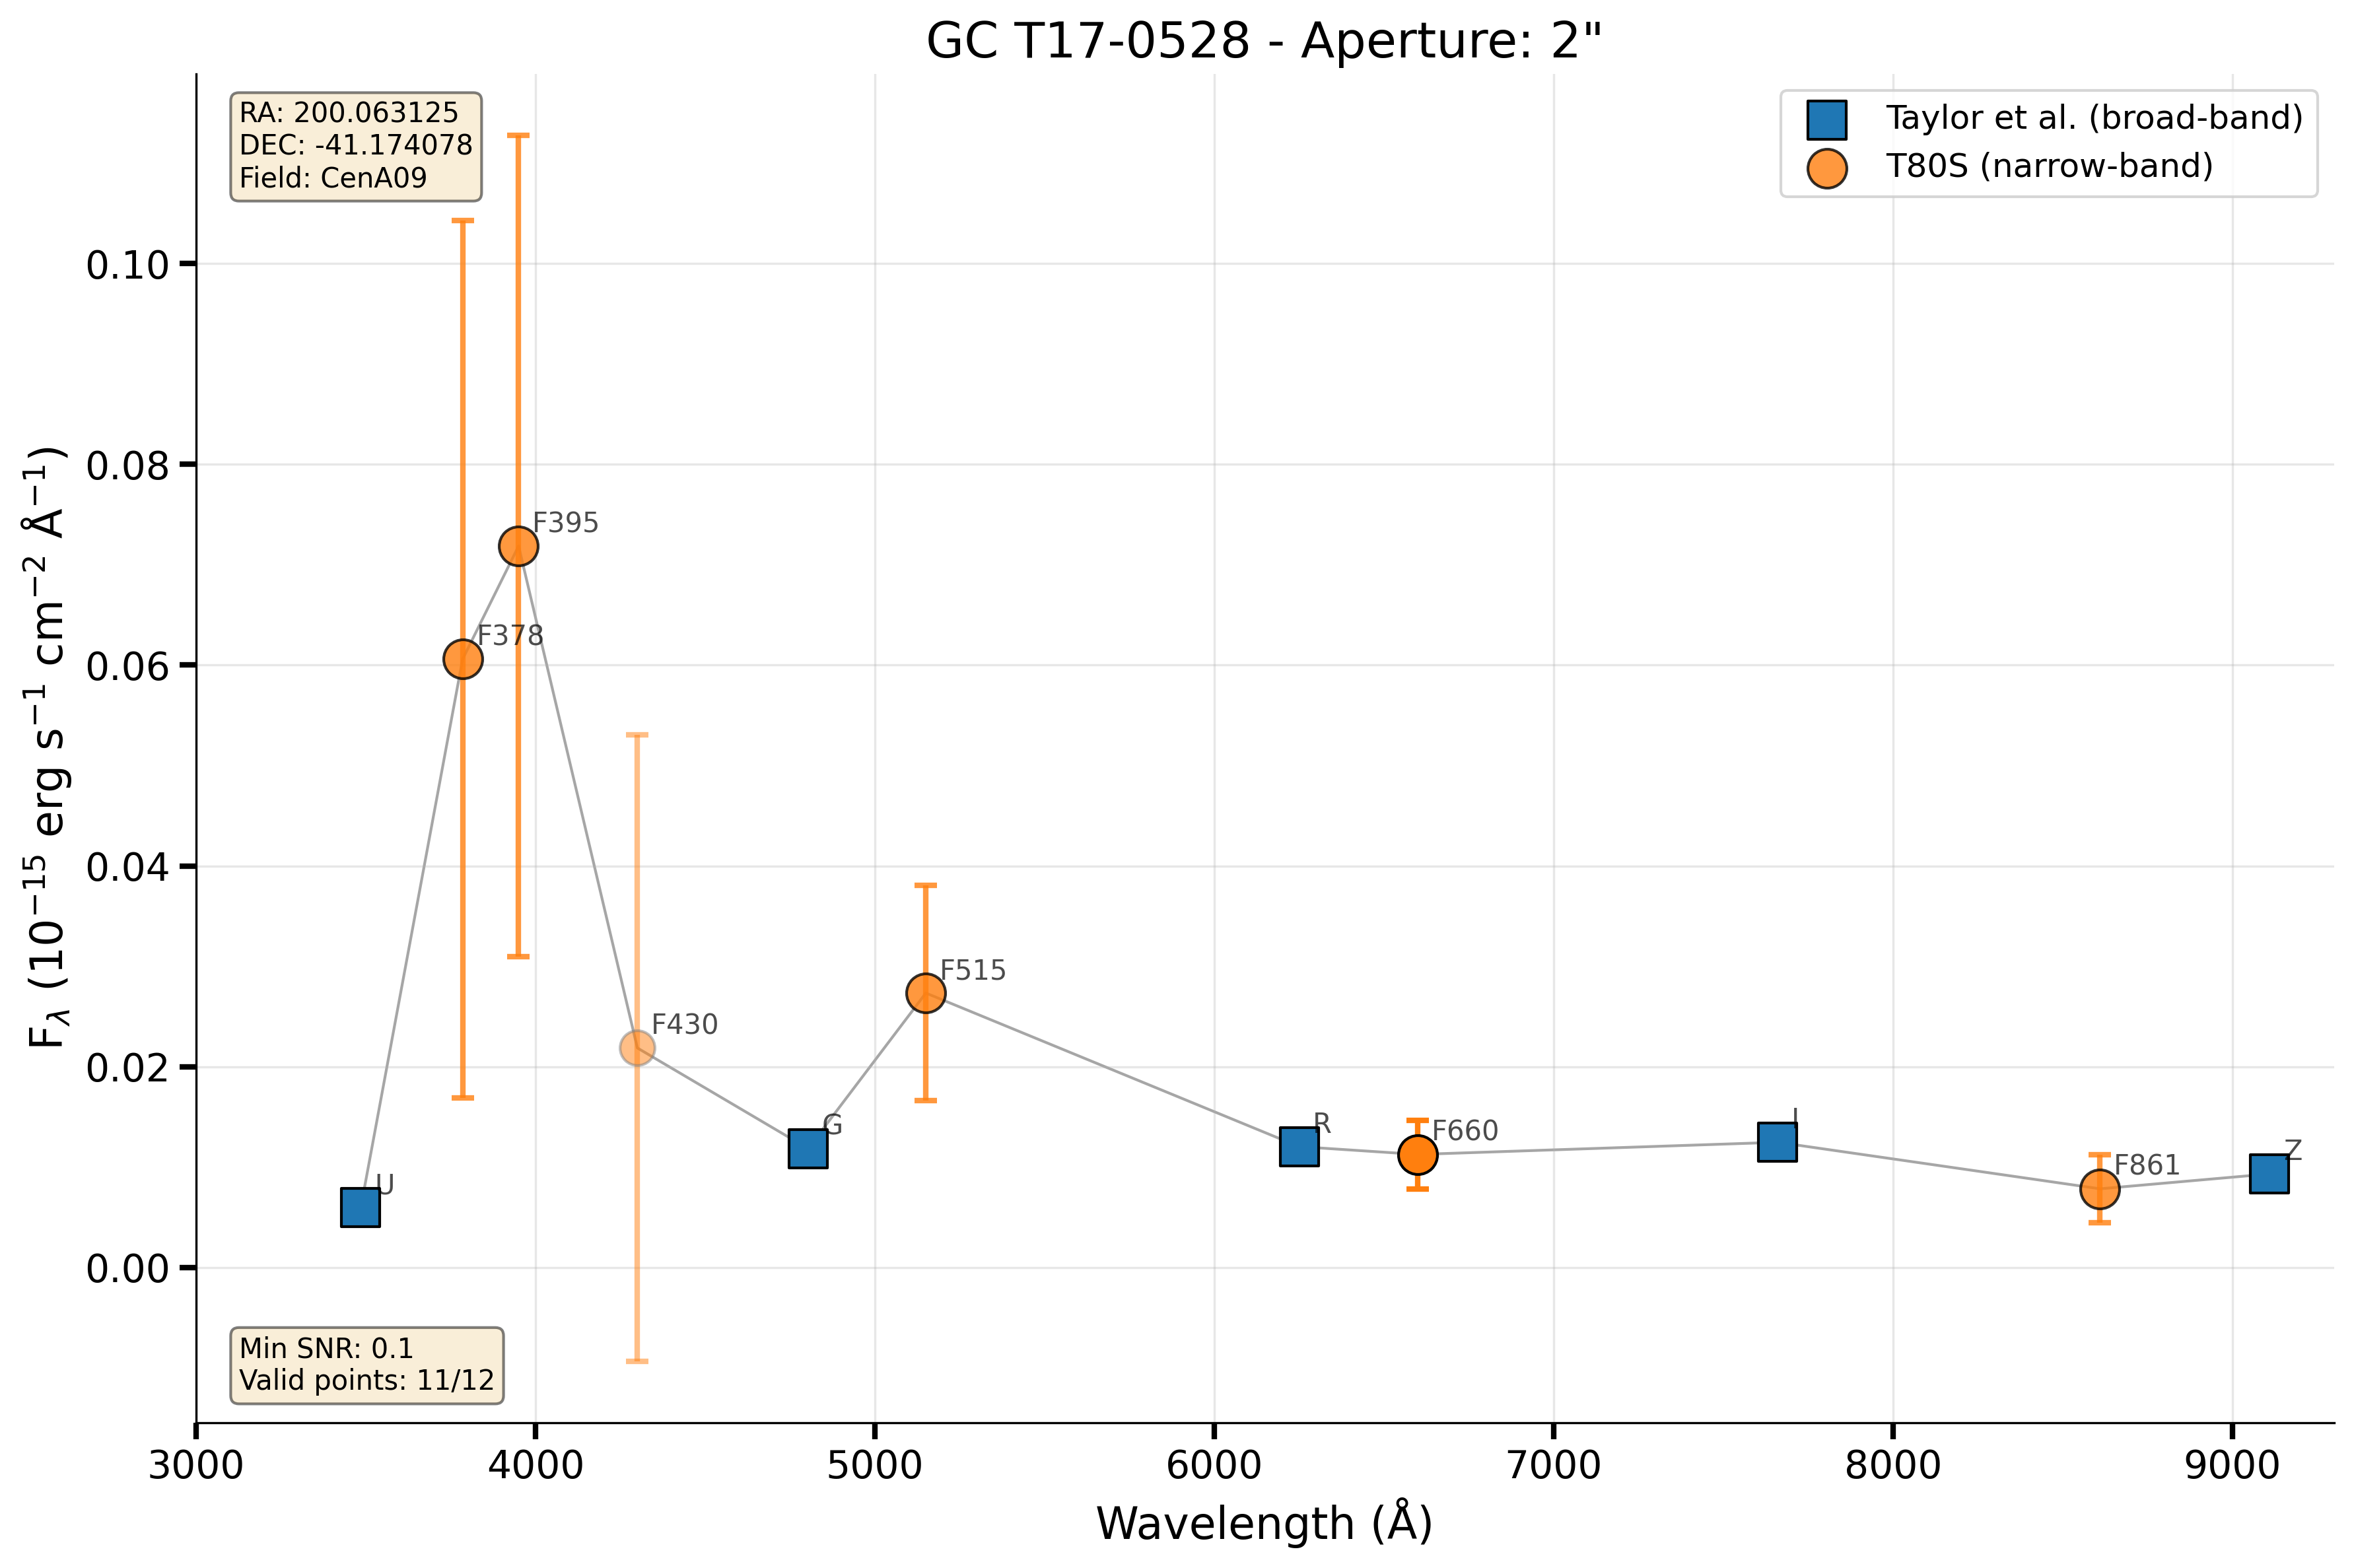 GC T17-0528 - Aperture: 2"
RA: 200.063125
DEC: -41.174078
Field: CenA09
Taylor et al. (broad-band)
T80S (narrow-band)
F_λ (10⁻¹⁵ erg s⁻¹ cm⁻² Å⁻¹)
0.10
0.08
0.06
0.04
0.02
0.00
F395
F378
F515
F430
G
R
F660
I
Z
F861
U
Min SNR: 0.1
Valid points: 11/12
3000 4000 5000 6000 7000 8000 9000
Wavelength (Å)